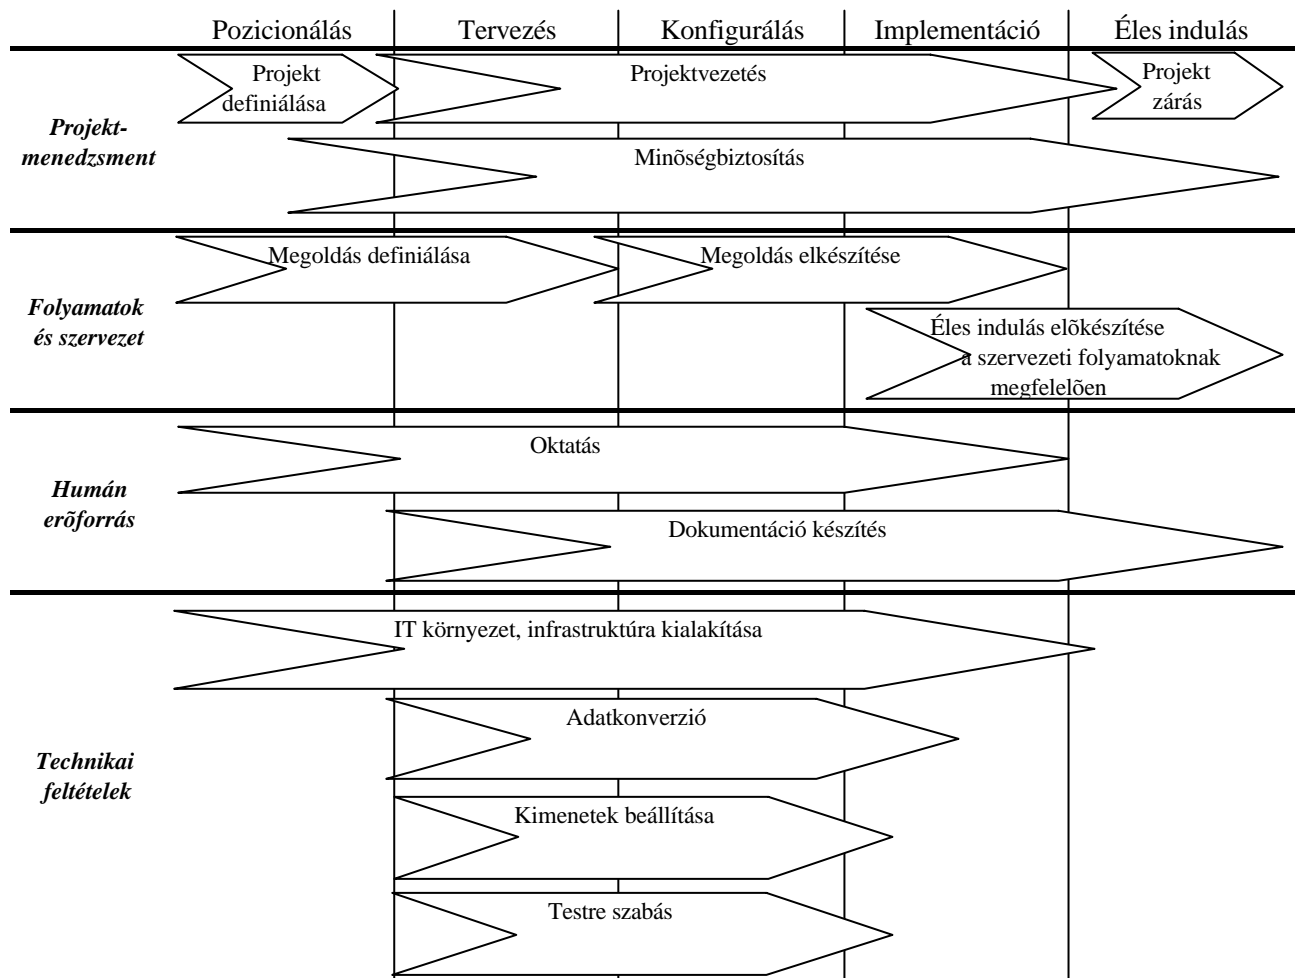 Pozicionálás
Tervezés
Konfigurálás
Implementáció
Éles indulás
Projekt-
menedzsment
Projekt
definiálása
Projektvezetés
Projekt
zárás
Minõségbiztosítás
Folyamatok
és szervezet
Megoldás definiálása
Megoldás elkészítése
Éles indulás elõkészítése
a szervezeti folyamatoknak
megfelelõen
Humán
erõforrás
Oktatás
Dokumentáció készítés
Technikai
feltételek
IT környezet, infrastruktúra kialakítása
Adatkonverzió
Kimenetek beállítása
Testre szabás